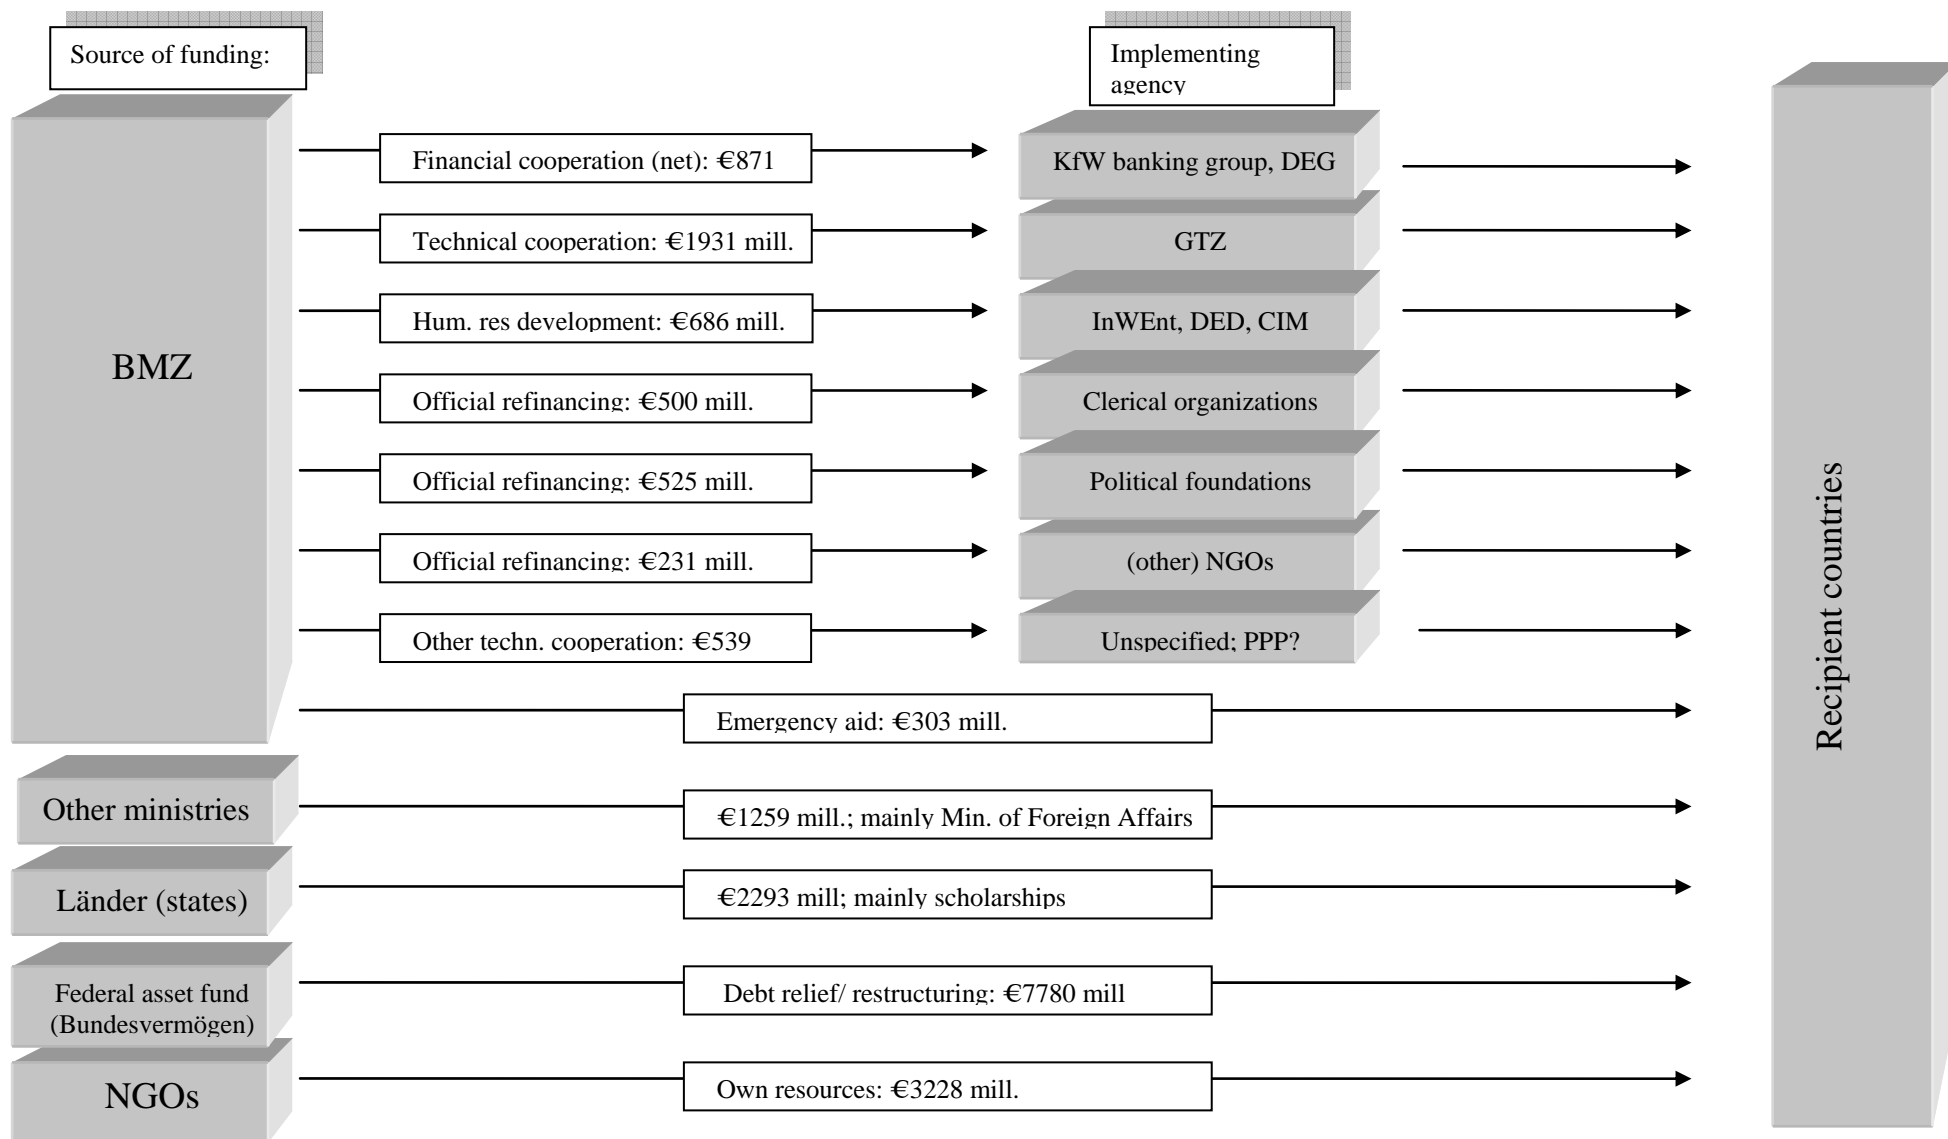 Source of funding:
Implementing
agency
BMZ
Financial cooperation (net): €871
KfW banking group, DEG
Technical cooperation: €1931 mill.
GTZ
Hum. res development: €686 mill.
InWEnt, DED, CIM
Official refinancing: €500 mill.
Clerical organizations
Official refinancing: €525 mill.
Political foundations
Official refinancing: €231 mill.
(other) NGOs
Other techn. cooperation: €539
Unspecified; PPP?
Emergency aid: €303 mill.
Other ministries
€1259 mill.; mainly Min. of Foreign Affairs
Länder (states)
€2293 mill; mainly scholarships
Federal asset fund
(Bundesvermögen)
Debt relief/ restructuring: €7780 mill
NGOs
Own resources: €3228 mill.
Recipient countries